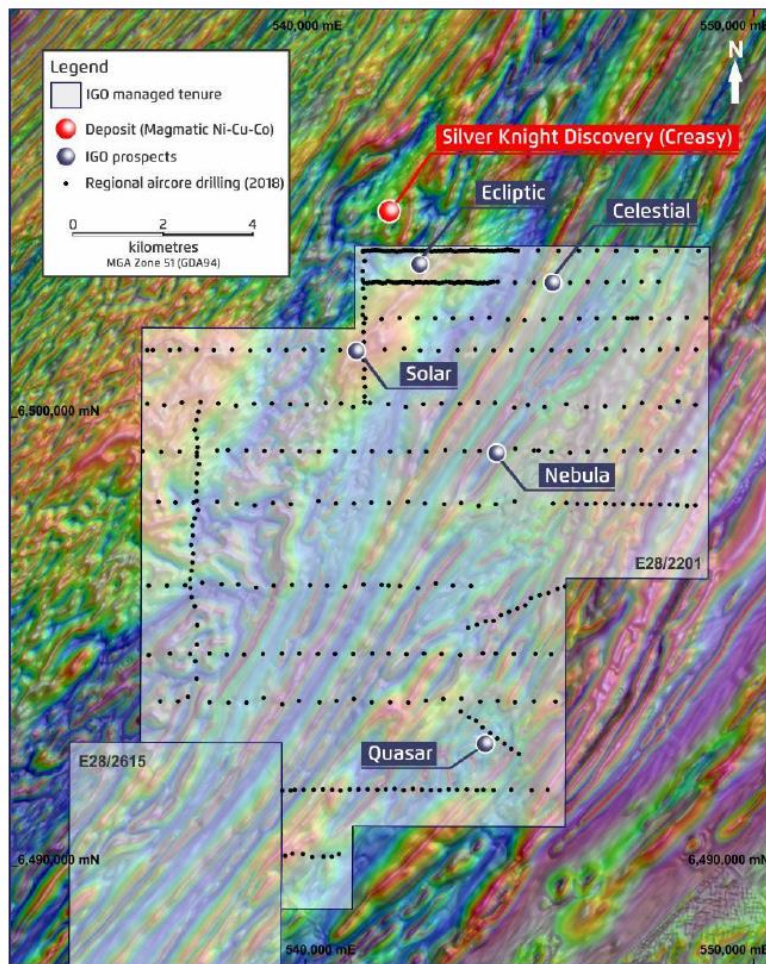 540,000 mE
550,000 mE
N
Legend
IGO managed tenure
Deposit (Magmatic Ni-Cu-Co)
IGO prospects
Regional aircore drilling (2018)
0 2 4
kilometres
MGA Zone 51 (GDA94)
Silver Knight Discovery (Creasy)
Ecliptic
Celestial
Solar
6,500,000 mN
Nebula
E28/2201
Quasar
E28/2615
6,490,000 mN
6,490,000 mN
540,000 mE
550,000 mE